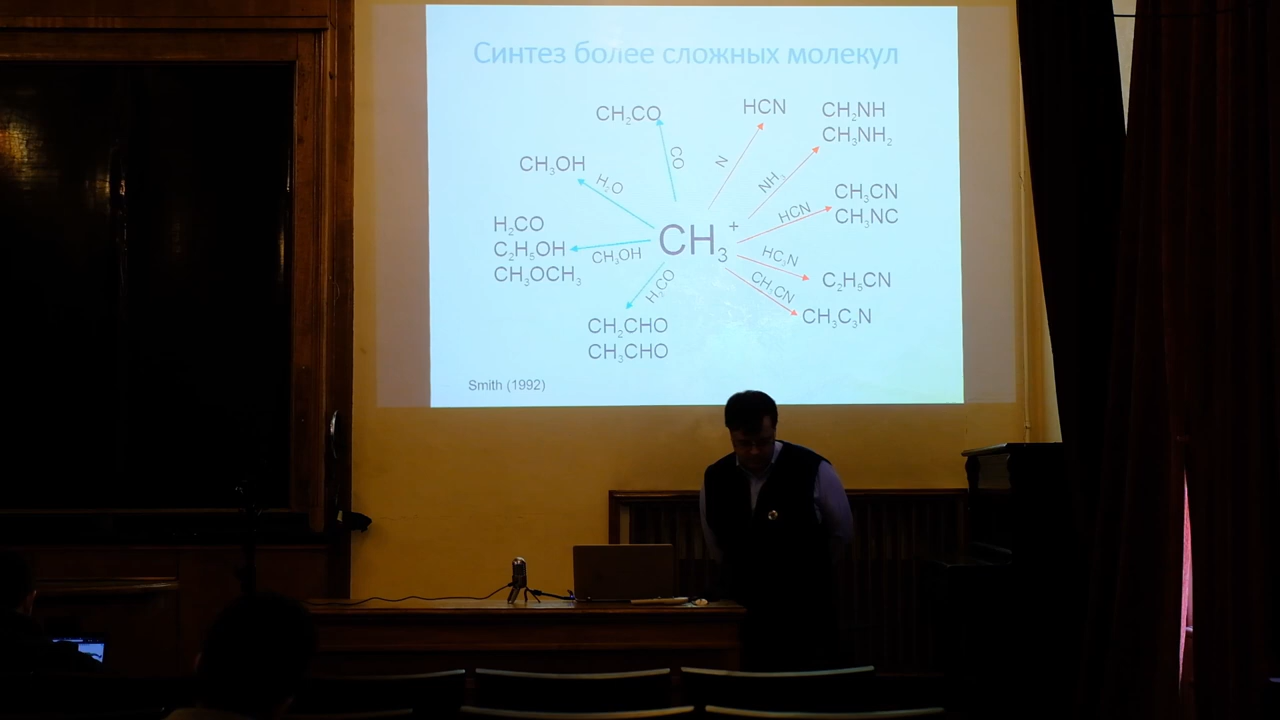 Синтез более сложных молекул
CH₂CO
HCN
CH₂NH
CH₃NH₂
CH₃OH
CO
N
NH₃
H₂O
CH₃CN
CH₃NC
HCN
H₂CO
C₂H₅OH
CH₃OCH₃
CH₃OH
CH₃⁺
HC₃N
C₂H₅CN
H₂CO
CH₃CN
CH₃C₃N
CH₂CHO
CH₃CHO
Smith (1992)